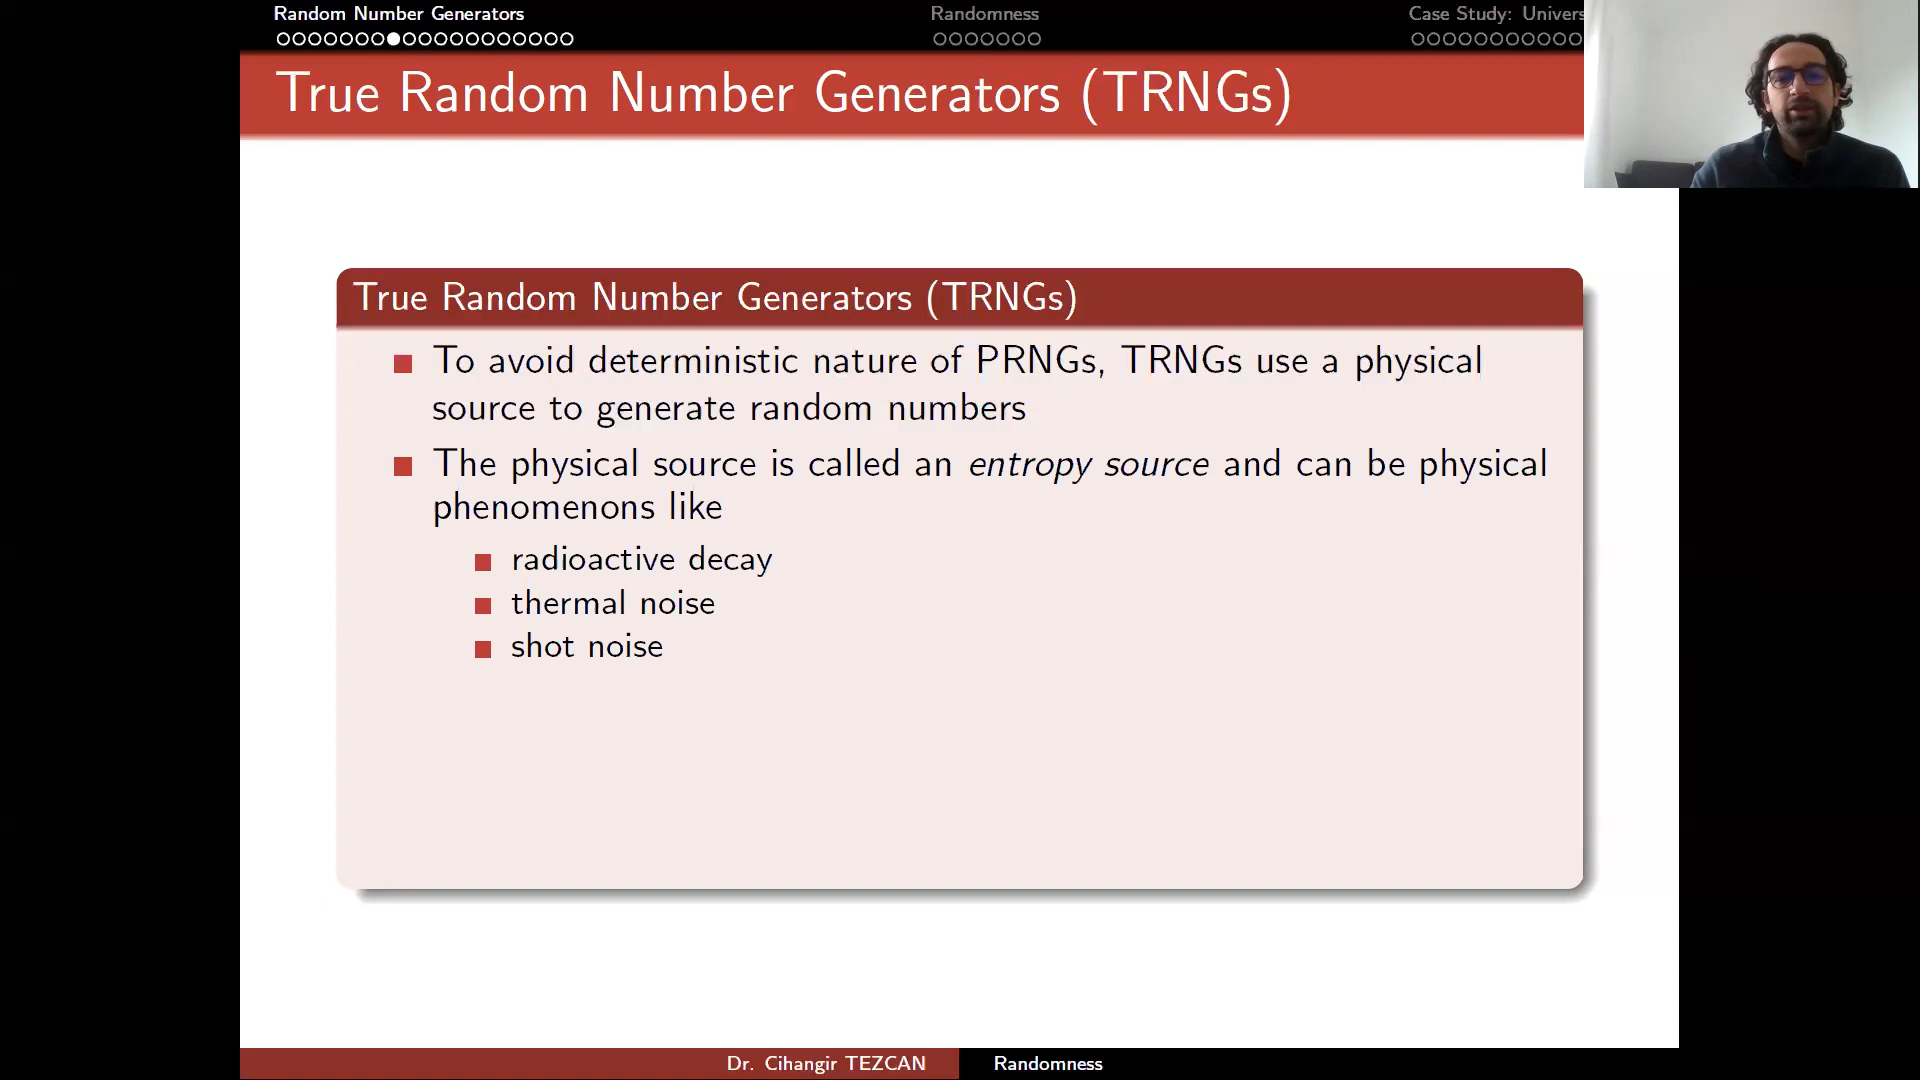 Random Number Generators
Randomness
Case Study: Univers
True Random Number Generators (TRNGs)
True Random Number Generators (TRNGs)
To avoid deterministic nature of PRNGs, TRNGs use a physical
source to generate random numbers
The physical source is called an entropy source and can be physical
phenomenons like
radioactive decay
thermal noise
shot noise
Dr. Cihangir TEZCAN
Randomness